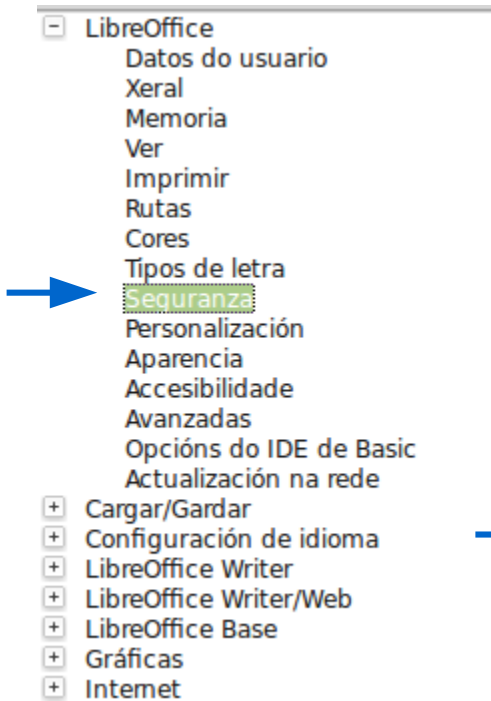 LibreOffice
Datos do usuario
Xeral
Memoria
Ver
Imprimir
Rutas
Cores
Tipos de letra
Seguranza
Personalización
Aparencia
Accesibilidade
Avanzadas
Opcións do IDE de Basic
Actualización na rede
Cargar/Gardar
Configuración de idioma
LibreOffice Writer
LibreOffice Writer/Web
LibreOffice Base
Gráficas
Internet